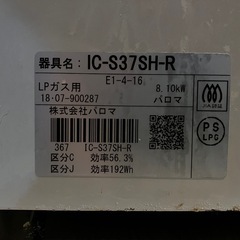 器具名: IC-S37SH-R
E1-4-16
LPガス用 8.10kW
18·07-900287 パロマ
株式会社パロマ
367 IC-S37SH-R
区分C 効率56.3%
区分J 効率192Wh
PS
LPG